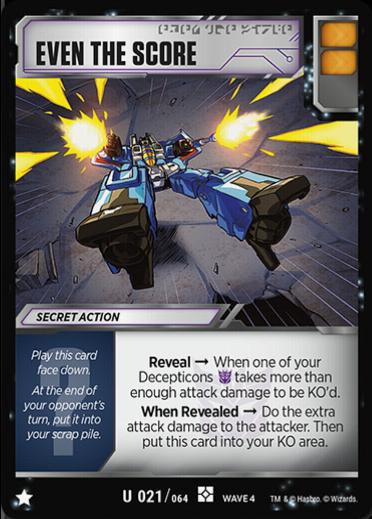 EVEN THE SCORE
SECRET ACTION
Play this card
face down.
At the end of
your opponent's
turn, put it into
your scrap pile.
Reveal → When one of your
Decepticons takes more than
enough attack damage to be KO'd.
When Revealed → Do the extra
attack damage to the attacker. Then
put this card into your KO area.
U 021/064 WAVE 4 TM & © Hasbro. © Wizards.